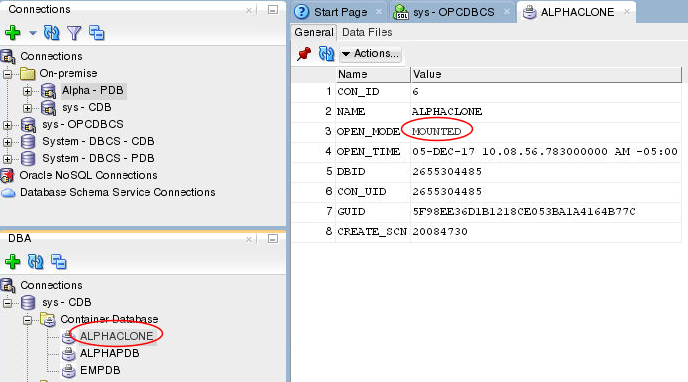 Connections
Connections
On-premise
Alpha - PDB
sys - CDB
sys - OPCDBCS
System - DBCS - CDB
System - DBCS - PDB
Oracle NoSQL Connections
Database Schema Service Connections
DBA
Connections
sys - CDB
Container Database
ALPHACLONE
ALPHAPDB
EMPDB
Start Page sys - OPCDBCS ALPHACLONE
General Data Files
Actions...
Name Value
1 CON_ID 6
2 NAME ALPHACLONE
3 OPEN_MODE MOUNTED
4 OPEN_TIME 05-DEC-17 10.08.56.783000000 AM -05:00
5 DBID 2655304485
6 CON_UID 2655304485
7 GUID 5F98EE36D1B1218CE053BA1A4164B77C
8 CREATE_SCN 20084730